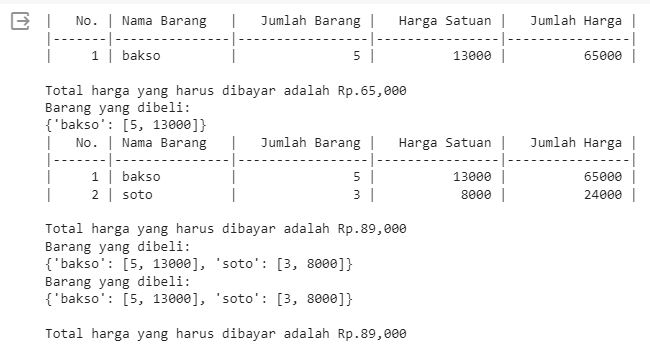 |   No. | Nama Barang   |   Jumlah Barang |   Harga Satuan |   Jumlah Harga |
|-------|---------------|-----------------|----------------|----------------|
|     1 | bakso         |               5 |          13000 |          65000 |
Total harga yang harus dibayar adalah Rp.65,000
Barang yang dibeli:
{'bakso': [5, 13000]}
|   No. | Nama Barang   |   Jumlah Barang |   Harga Satuan |   Jumlah Harga |
|-------|---------------|-----------------|----------------|----------------|
|     1 | bakso         |               5 |          13000 |          65000 |
|     2 | soto          |               3 |           8000 |          24000 |
Total harga yang harus dibayar adalah Rp.89,000
Barang yang dibeli:
{'bakso': [5, 13000], 'soto': [3, 8000]}
Barang yang dibeli:
{'bakso': [5, 13000], 'soto': [3, 8000]}
Total harga yang harus dibayar adalah Rp.89,000